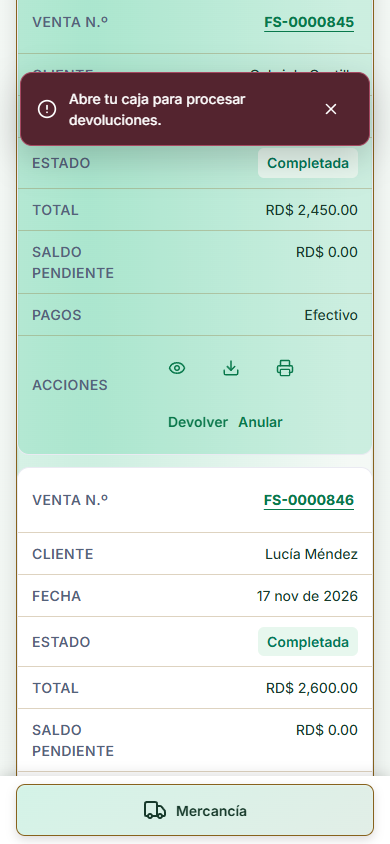 VENTA N.º FS-0000845
Abre tu caja para procesar
devoluciones.
ESTADO Completada
TOTAL RD$ 2,450.00
SALDO RD$ 0.00
PENDIENTE
PAGOS Efectivo
ACCIONES
Devolver Anular
VENTA N.º FS-0000846
CLIENTE Lucía Méndez
FECHA 17 nov de 2026
ESTADO Completada
TOTAL RD$ 2,600.00
SALDO RD$ 0.00
PENDIENTE
Mercancía